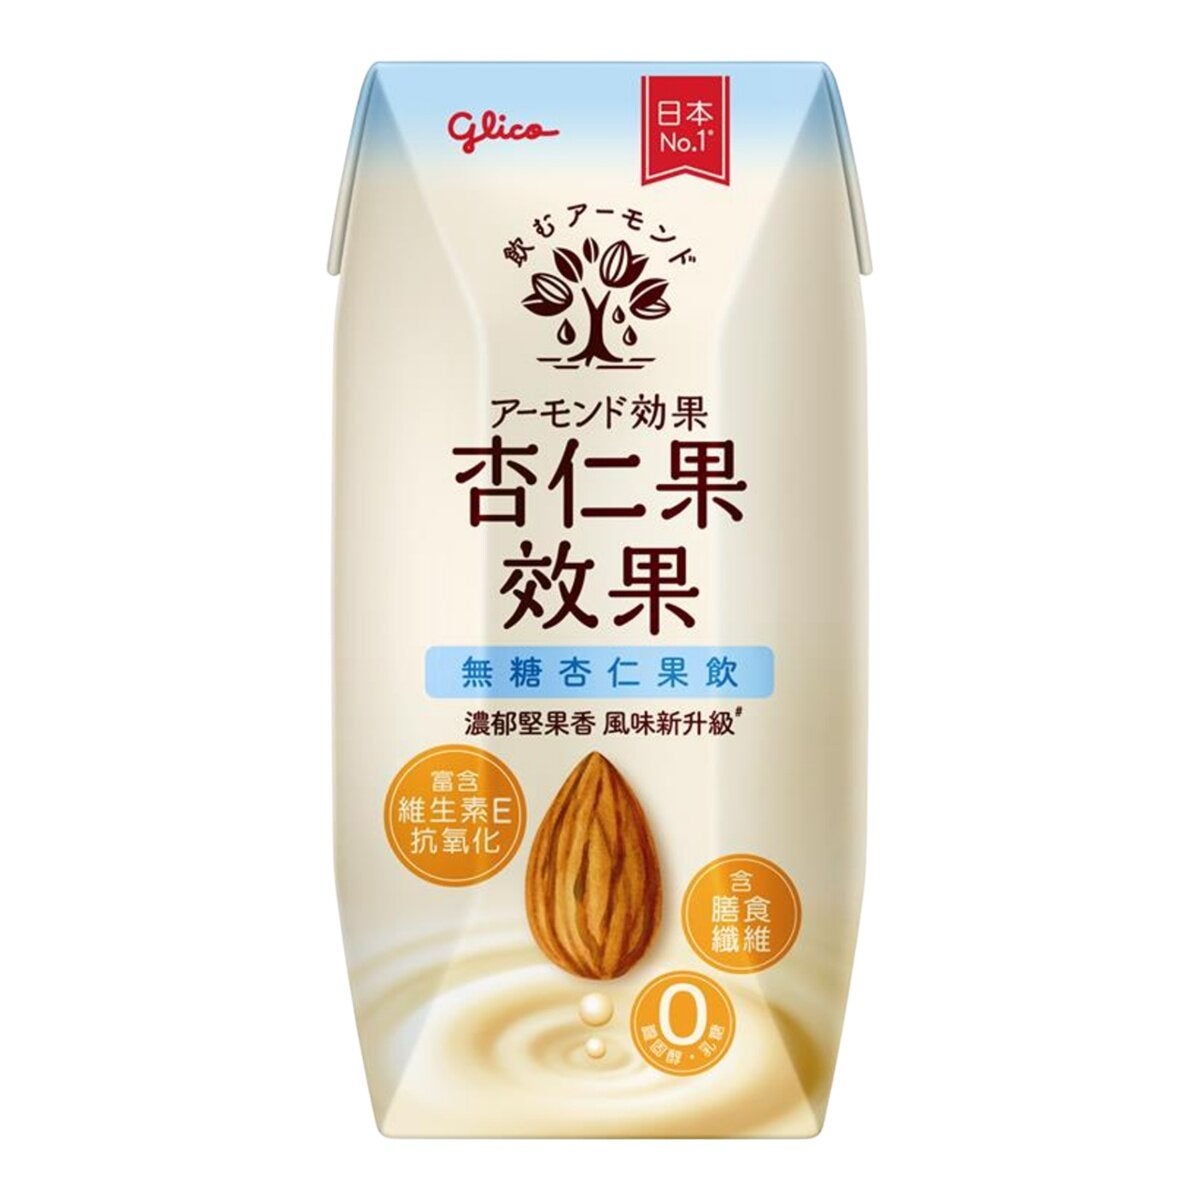 Glico
日本
No.1*
飲むアーモンド
アーモンド効果
杏仁果
效果
無糖杏仁果飲
濃郁堅果香 風味新升級#
富含
維生素E
抗氧化
含
膳食
纖維
0
膽固醇・乳糖